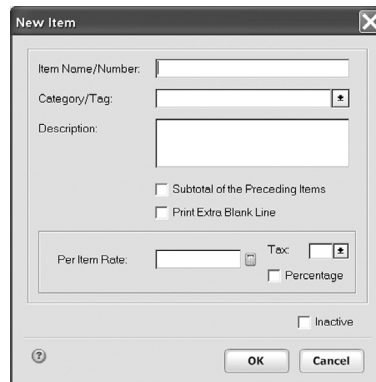 New Item
Item Name/Number:
Category/Tag:
Description:
Subtotal of the Preceding Items
Print Extra Blank Line
Per Item Rate:
Tax:
Percentage
Inactive
?
OK
Cancel